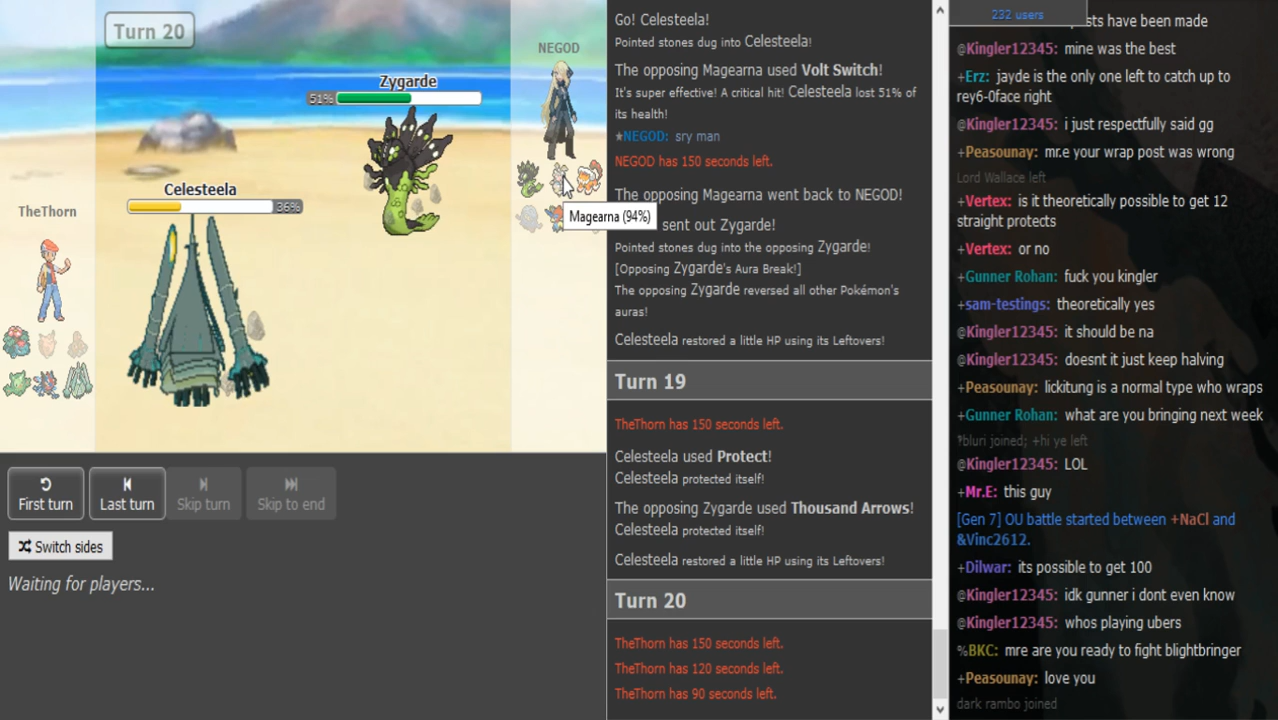 Turn 20
NEGOD
Zygarde
51%
Celesteela
36%
TheThorn
Magearna (94%)
First turn
Last turn
Skip turn
Skip to end
Switch sides
Waiting for players...
Go! Celesteela!
Pointed stones dug into Celesteela!
The opposing Magearna used Volt Switch!
It's super effective! A critical hit! Celesteela lost 51% of
its health!
★NEGOD: sry man
NEGOD has 150 seconds left.
The opposing Magearna went back to NEGOD!
sent out Zygarde!
Pointed stones dug into the opposing Zygarde!
[Opposing Zygarde's Aura Break!]
The opposing Zygarde reversed all other Pokémon's
auras!
Celesteela restored a little HP using its Leftovers!
Turn 19
TheThorn has 150 seconds left.
Celesteela used Protect!
Celesteela protected itself!
The opposing Zygarde used Thousand Arrows!
Celesteela protected itself!
Celesteela restored a little HP using its Leftovers!
Turn 20
TheThorn has 150 seconds left.
TheThorn has 120 seconds left.
TheThorn has 90 seconds left.
232 users
sts have been made
@Kingler12345: mine was the best
+Erz: jayde is the only one left to catch up to
rey6-0face right
@Kingler12345: i just respectfully said gg
+Peasounay: mr.e your wrap post was wrong
Lord Wallace left
+Vertex: is it theoretically possible to get 12
straight protects
+Vertex: or no
+Gunner Rohan: fuck you kingler
+sam-testings: theoretically yes
@Kingler12345: it should be na
@Kingler12345: doesnt it just keep halving
+Peasounay: lickitung is a normal type who wraps
+Gunner Rohan: what are you bringing next week
‽bluri joined; +hi ye left
@Kingler12345: LOL
+Mr.E: this guy
[Gen 7] OU battle started between +NaCl and
&Vinc2612.
+Dilwar: its possible to get 100
@Kingler12345: idk gunner i dont even know
@Kingler12345: whos playing ubers
%BKC: mre are you ready to fight blightbringer
+Peasounay: love you
dark rambo joined